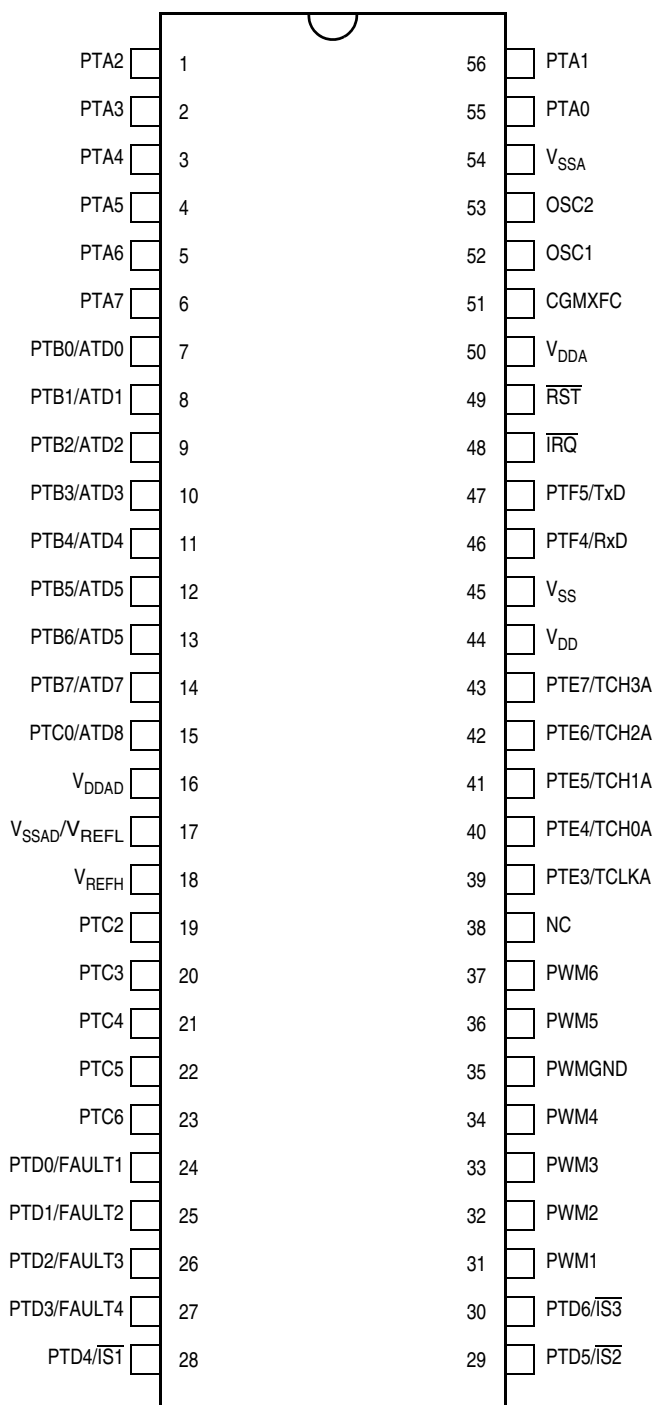 PTA2 1 56 PTA1
PTA3 2 55 PTA0
PTA4 3 54 VSSA
PTA5 4 53 OSC2
PTA6 5 52 OSC1
PTA7 6 51 CGMXFC
PTB0/ATD0 7 50 VDDA
PTB1/ATD1 8 49 R̅S̅T̅
PTB2/ATD2 9 48 I̅R̅Q̅
PTB3/ATD3 10 47 PTF5/TxD
PTB4/ATD4 11 46 PTF4/RxD
PTB5/ATD5 12 45 VSS
PTB6/ATD5 13 44 VDD
PTB7/ATD7 14 43 PTE7/TCH3A
PTC0/ATD8 15 42 PTE6/TCH2A
VDDAD 16 41 PTE5/TCH1A
VSSAD/VREFL 17 40 PTE4/TCH0A
VREFH 18 39 PTE3/TCLKA
PTC2 19 38 NC
PTC3 20 37 PWM6
PTC4 21 36 PWM5
PTC5 22 35 PWMGND
PTC6 23 34 PWM4
PTD0/FAULT1 24 33 PWM3
PTD1/FAULT2 25 32 PWM2
PTD2/FAULT3 26 31 PWM1
PTD3/FAULT4 27 30 PTD6/I̅S̅3̅
PTD4/I̅S̅1̅ 28 29 PTD5/I̅S̅2̅